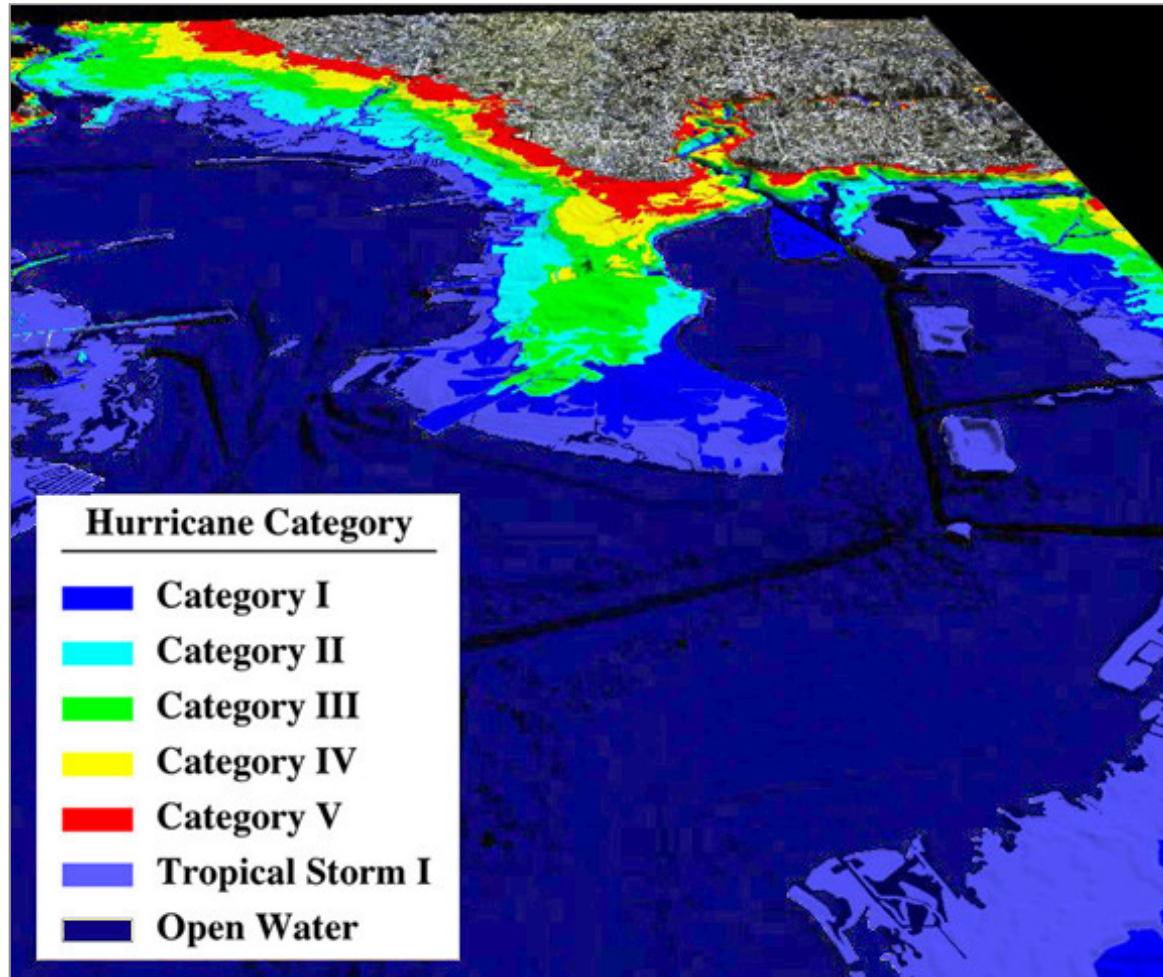 Hurricane Category
Category I
Category II
Category III
Category IV
Category V
Tropical Storm I
Open Water